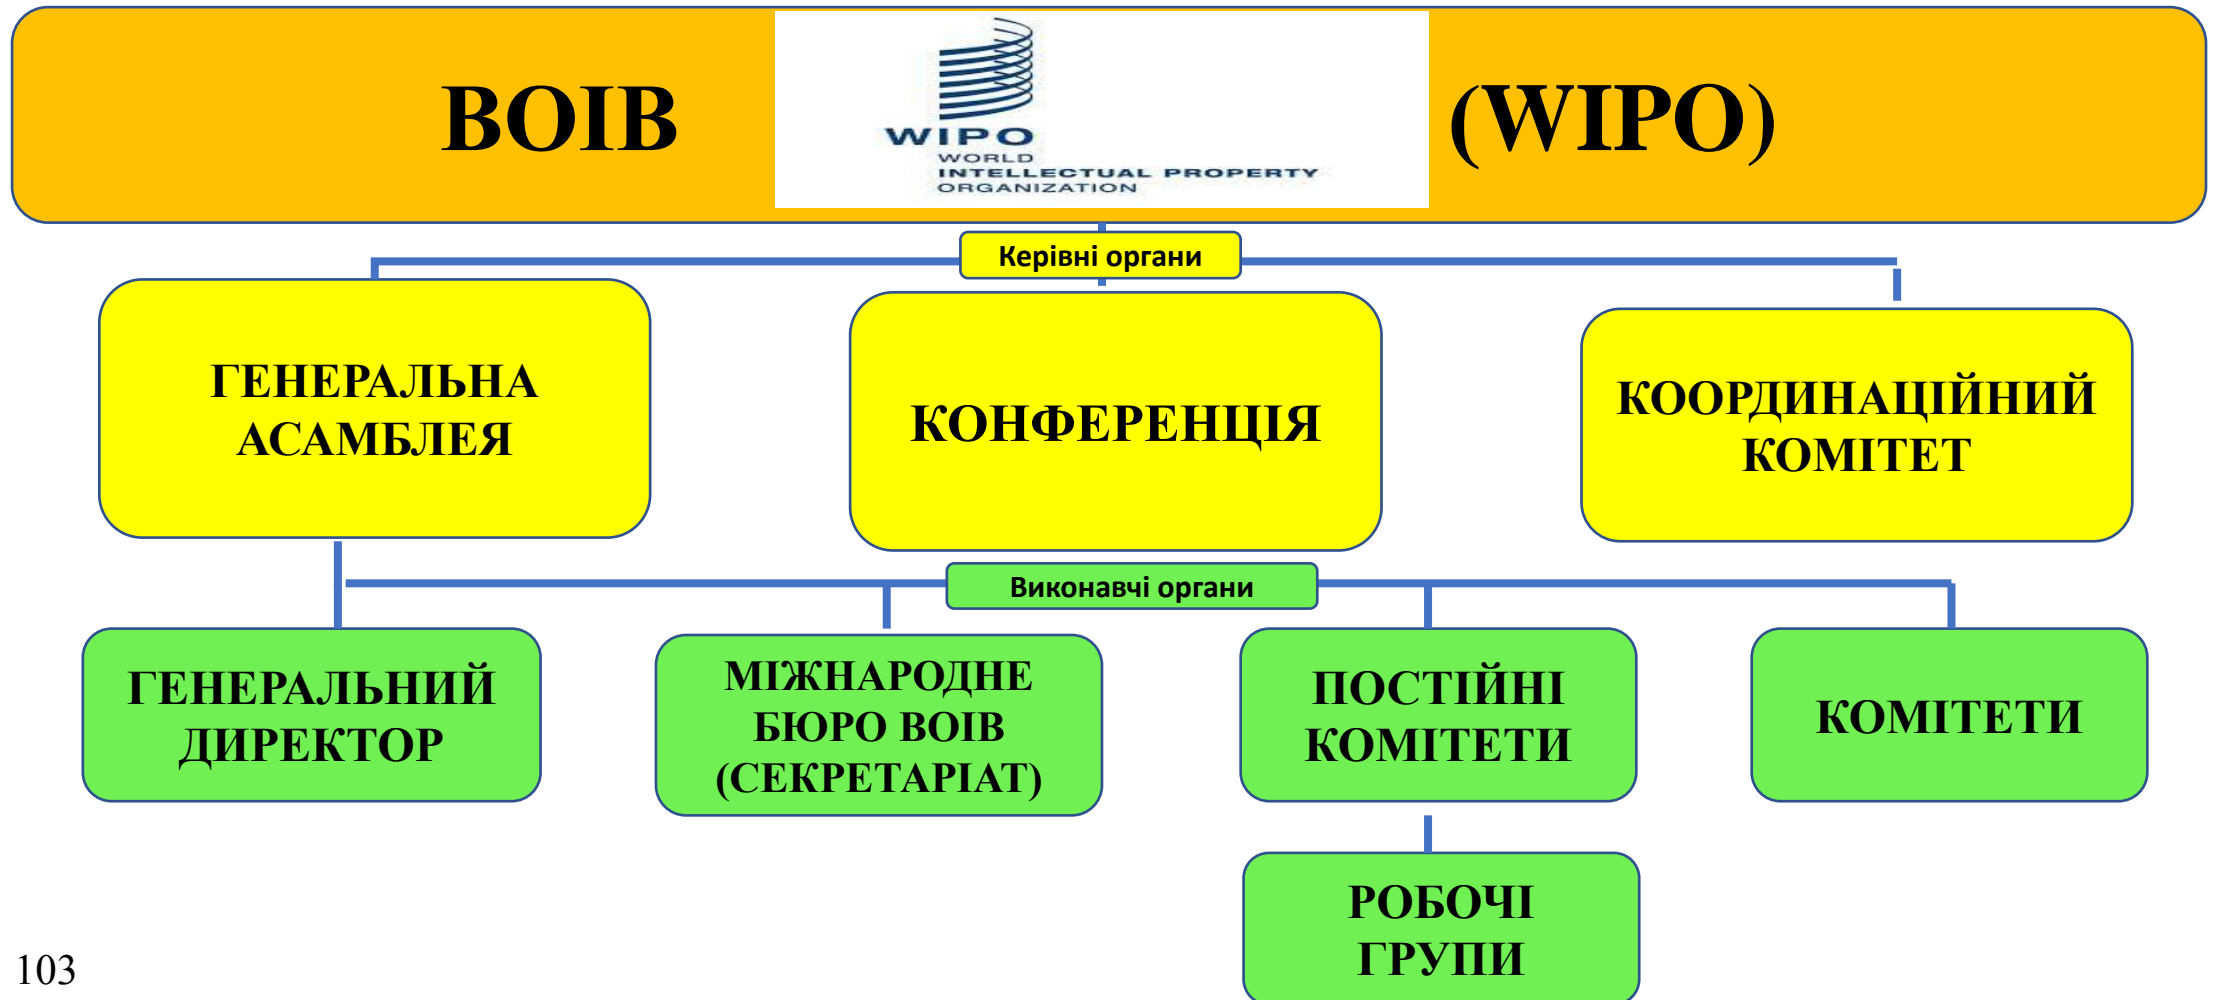 ВОІВ
WIPO
WORLD
INTELLECTUAL PROPERTY
ORGANIZATION
(WIPO)
Керівні органи
ГЕНЕРАЛЬНА
АСАМБЛЕЯ
КОНФЕРЕНЦІЯ
КООРДИНАЦІЙНИЙ
КОМІТЕТ
Виконавчі органи
ГЕНЕРАЛЬНИЙ
ДИРЕКТОР
МІЖНАРОДНЕ
БЮРО ВОІВ
(СЕКРЕТАРІАТ)
ПОСТІЙНІ
КОМІТЕТИ
КОМІТЕТИ
РОБОЧІ
ГРУПИ
103